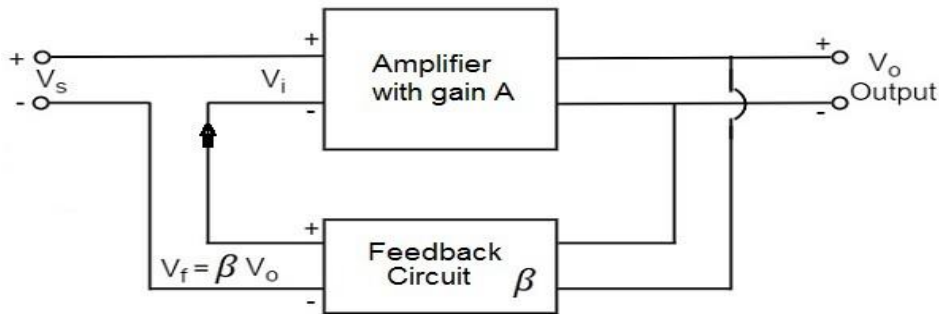 +
+
+
Amplifier
with gain A
V_s
V_i
V_o
-
-
Output
-
+
Feedback
Circuit
β
V_f = β V_o
-